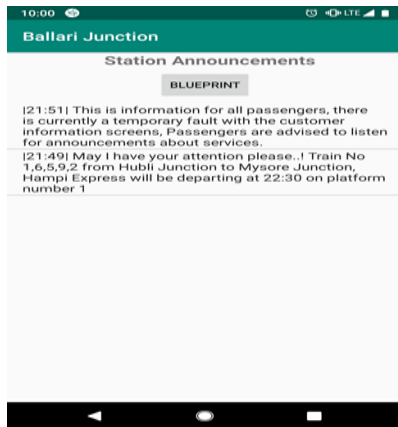 10:00 LTE
Ballari Junction
Station Announcements
BLUEPRINT
|21:51| This is information for all passengers, there
is currently a temporary fault with the customer
information screens, Passengers are advised to listen
for announcements about services.
|21:49| May I have your attention please..! Train No
1,6,5,9,2 from Hubli Junction to Mysore Junction,
Hampi Express will be departing at 22:30 on platform
number 1